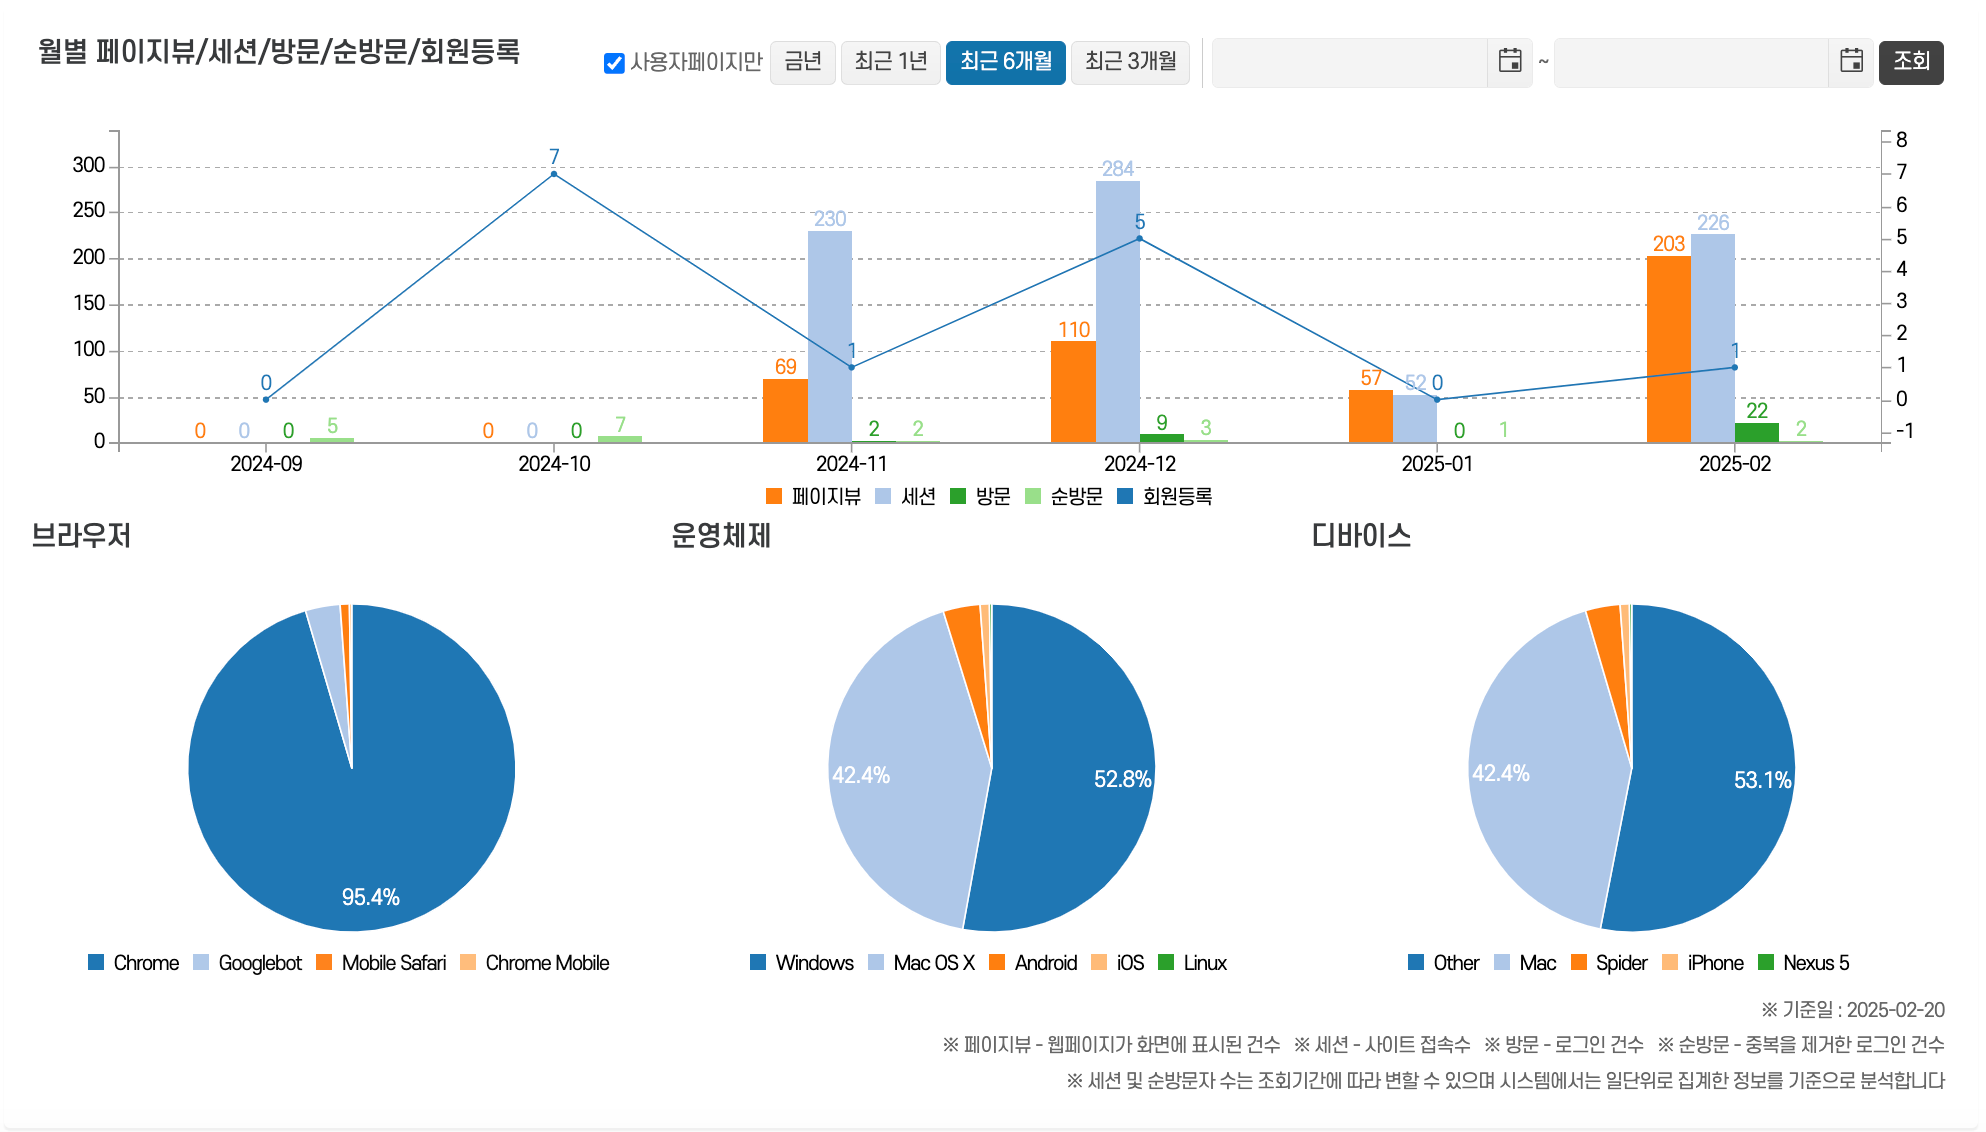 월별 페이지뷰/세션/방문/순방문/회원등록
사용자페이지만 금년 최근 1년 최근 6개월 최근 3개월 ~ 조회
300 250 200 150 100 50 0
8 7 6 5 4 3 2 1 0 -1
0 0 0 5 0
0 0 0 7 7
69 230 2 2 1
110 284 9 3 5
57 52 0 1 0
203 226 22 2 1
2024-09 2024-10 2024-11 2024-12 2025-01 2025-02
페이지뷰 세션 방문 순방문 회원등록
브라우저
95.4%
Chrome Googlebot Mobile Safari Chrome Mobile
운영체제
42.4% 52.8%
Windows Mac OS X Android iOS Linux
디바이스
42.4% 53.1%
Other Mac Spider iPhone Nexus 5
※ 기준일 : 2025-02-20
※ 페이지뷰 - 웹페이지가 화면에 표시된 건수 ※ 세션 - 사이트 접속수 ※ 방문 - 로그인 건수 ※ 순방문 - 중복을 제거한 로그인 건수
※ 세션 및 순방문자 수는 조회기간에 따라 변할 수 있으며 시스템에서는 일단위로 집계한 정보를 기준으로 분석합니다